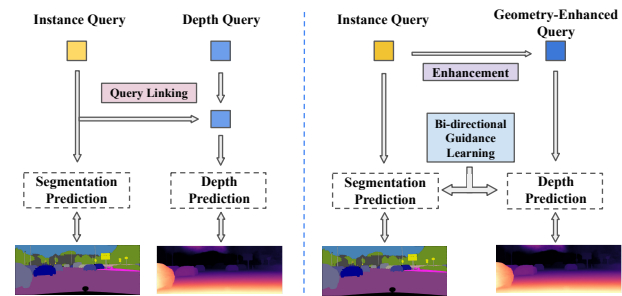 Instance Query
Depth Query
Query Linking
Segmentation
Prediction
Depth
Prediction
Instance Query
Geometry-Enhanced
Query
Enhancement
Bi-directional
Guidance
Learning
Segmentation
Prediction
Depth
Prediction